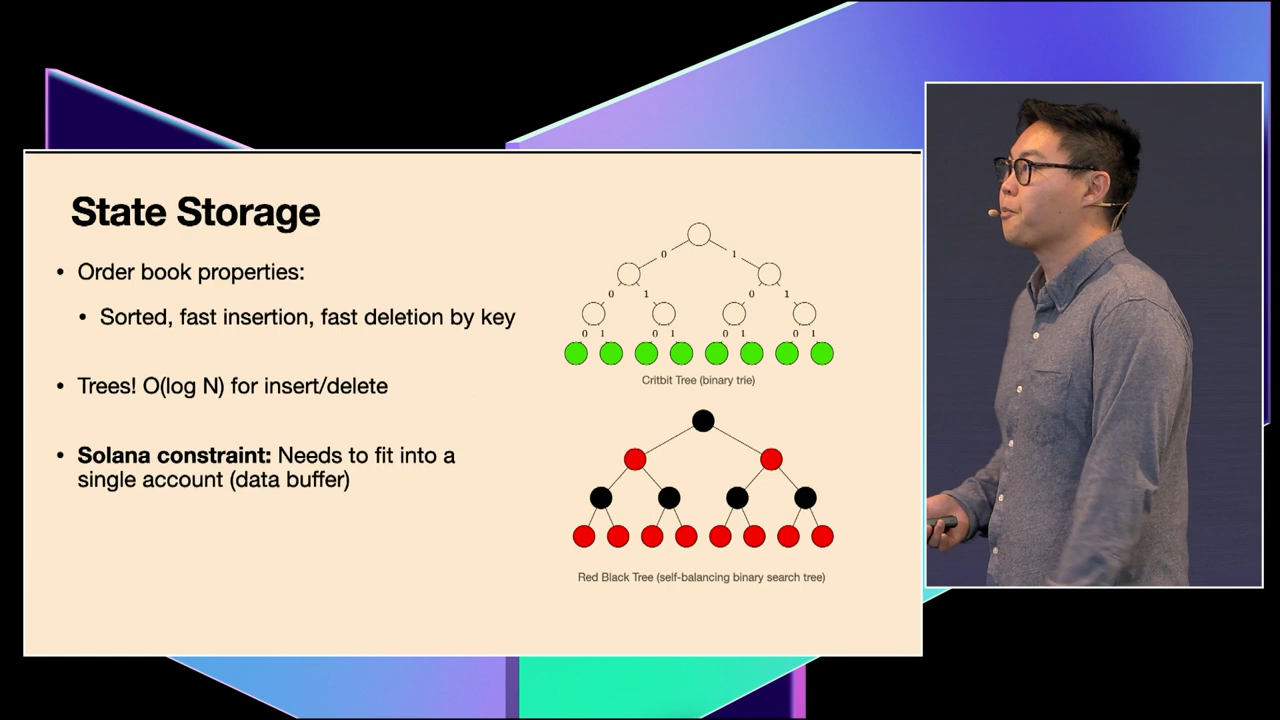 State Storage
• Order book properties:
• Sorted, fast insertion, fast deletion by key
• Trees! O(log N) for insert/delete
• Solana constraint: Needs to fit into a
single account (data buffer)
0 1
0 1 0 1
0 1 0 1 0 1 0 1
Critbit Tree (binary trie)
Red Black Tree (self-balancing binary search tree)